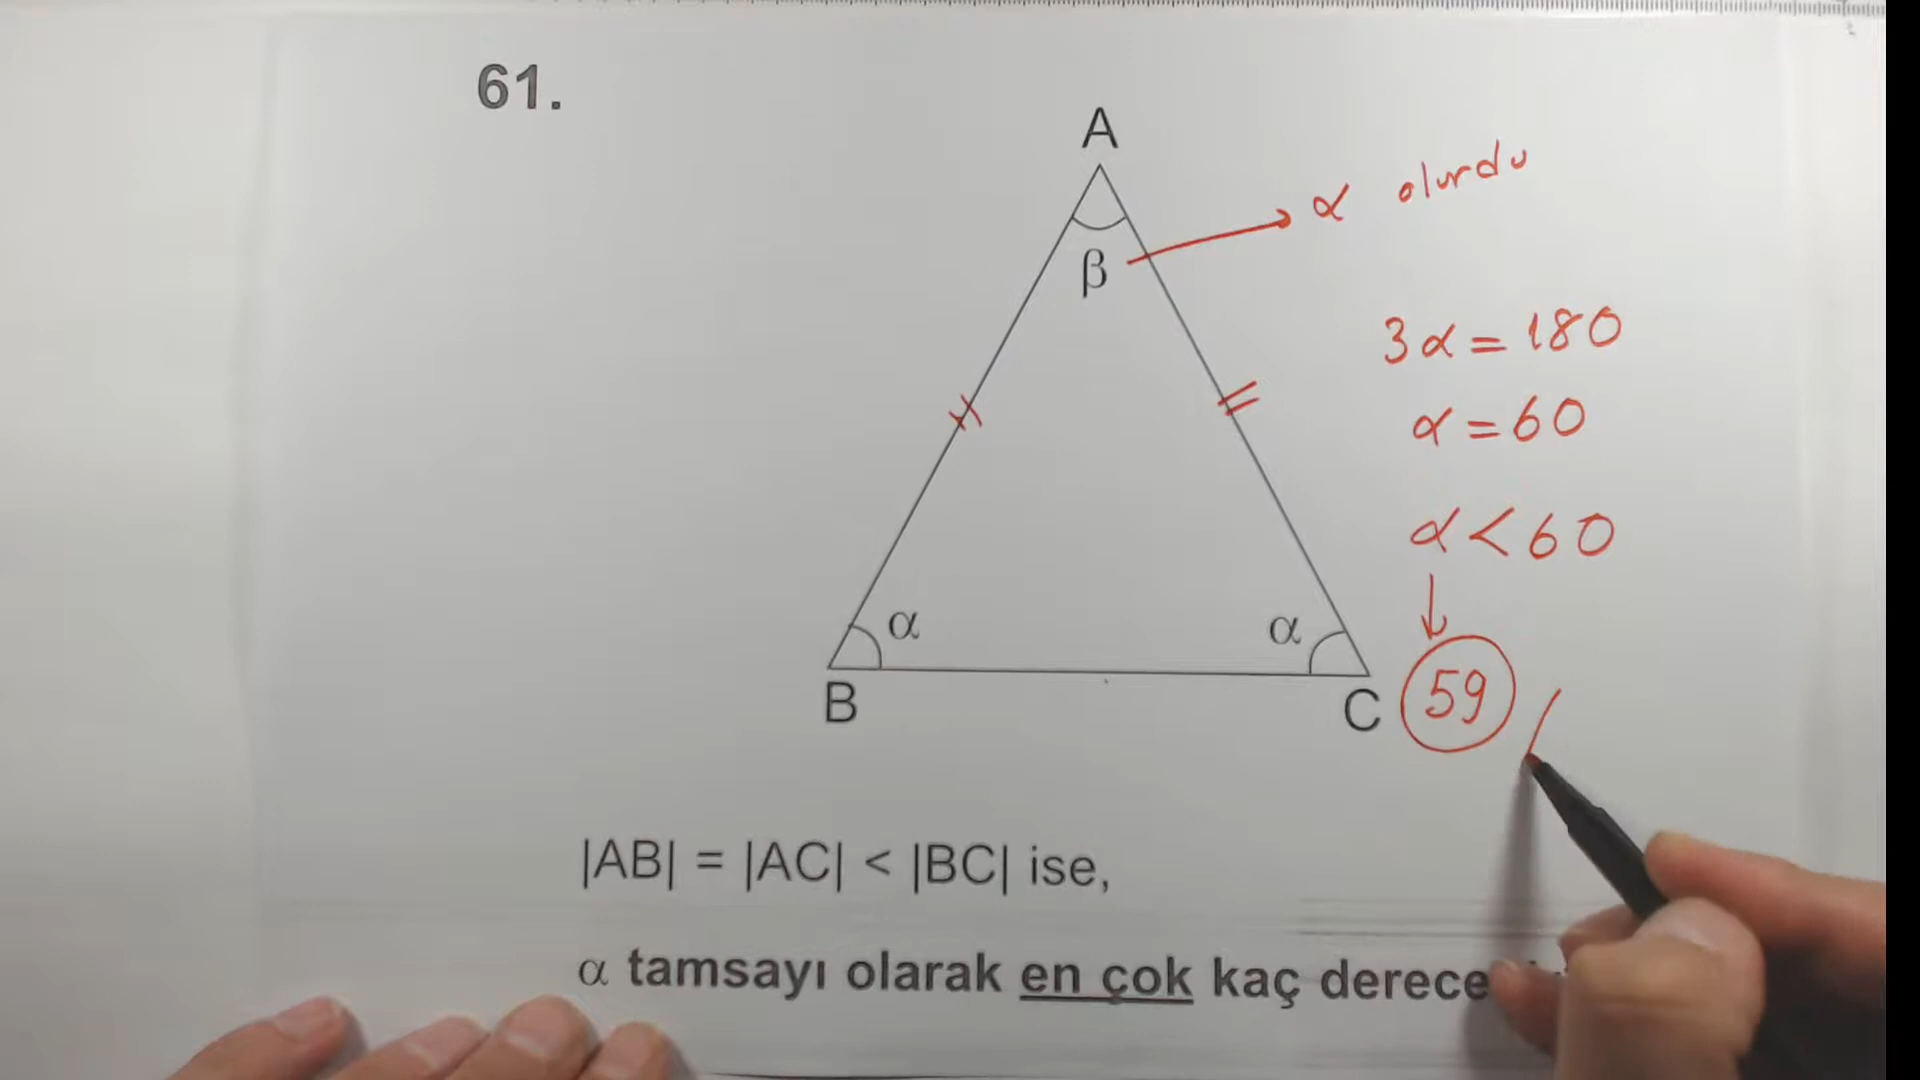 61.
A
α olurdu
β
3α = 180
α = 60
α < 60
α
α
B
C
59
|AB| = |AC| < |BC| ise,
α tamsayı olarak en çok kaç derece